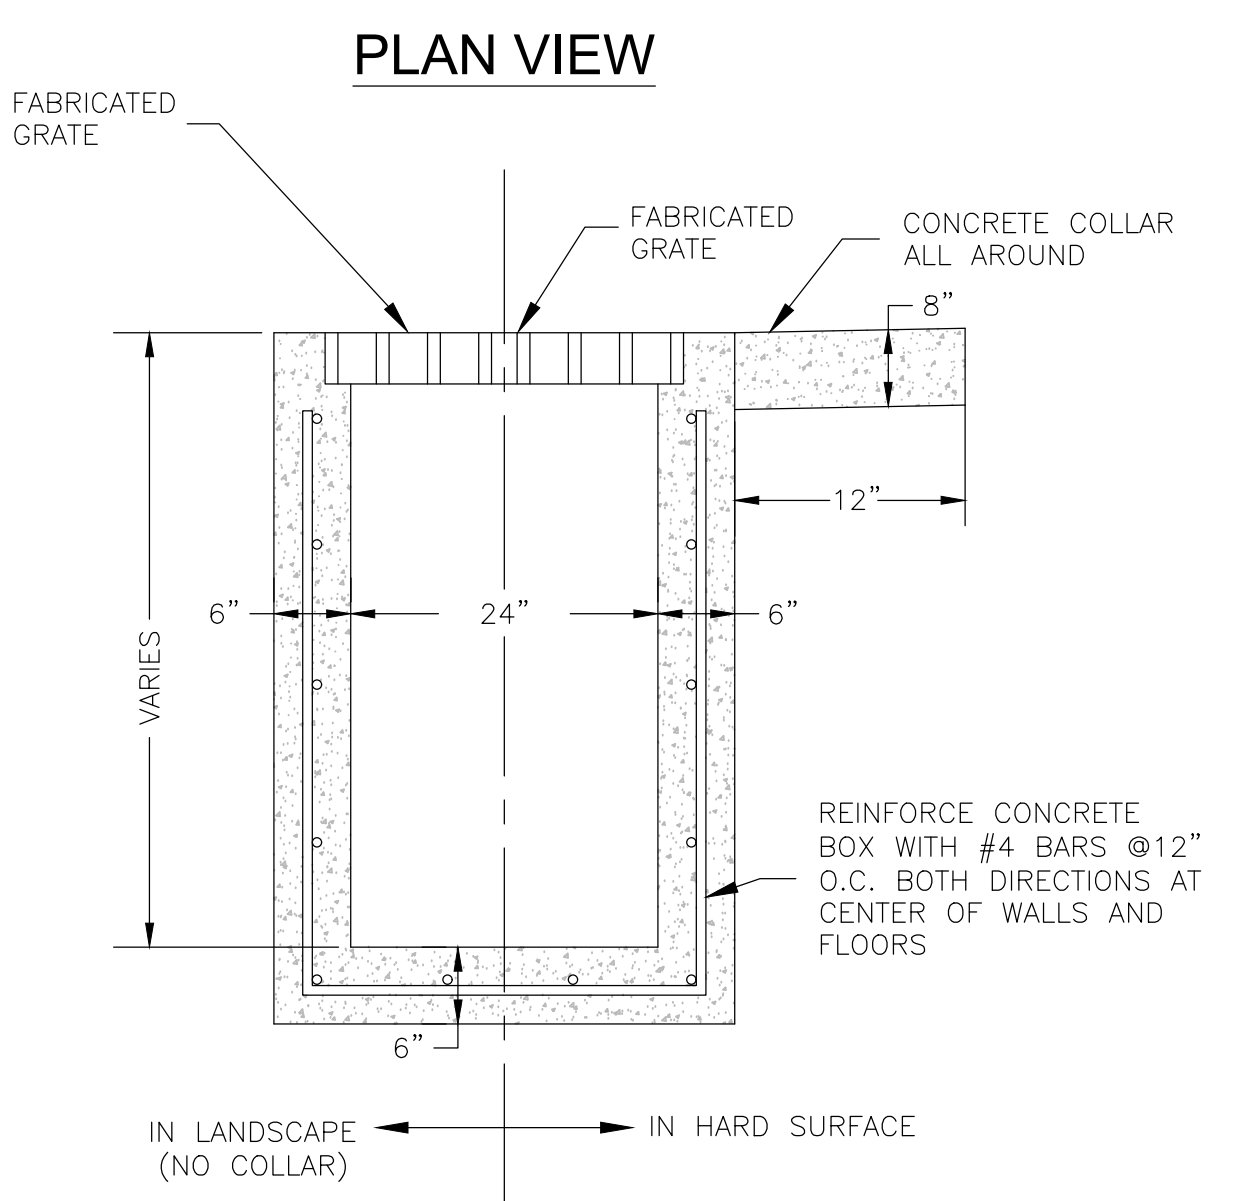 PLAN VIEW
FABRICATED
GRATE
FABRICATED
GRATE
CONCRETE COLLAR
ALL AROUND
8”
12”
6”
24”
6”
VARIES
REINFORCE CONCRETE
BOX WITH #4 BARS @12”
O.C. BOTH DIRECTIONS AT
CENTER OF WALLS AND
FLOORS
6”
IN LANDSCAPE
(NO COLLAR)
IN HARD SURFACE